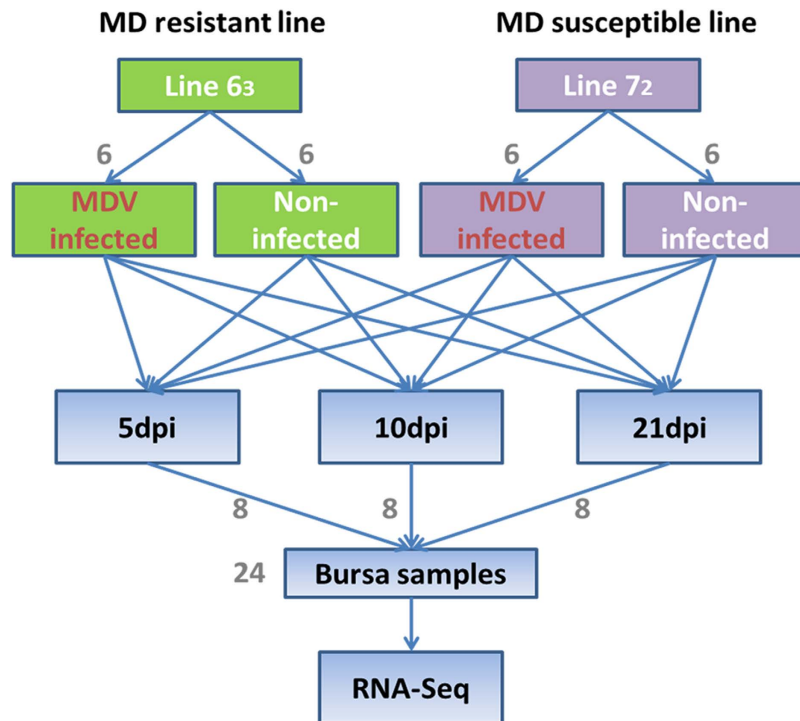 MD resistant line
MD susceptible line
Line 63
Line 72
6
6
6
6
MDV
infected
Non-
infected
MDV
infected
Non-
infected
5dpi
10dpi
21dpi
8
8
8
24
Bursa samples
RNA-Seq